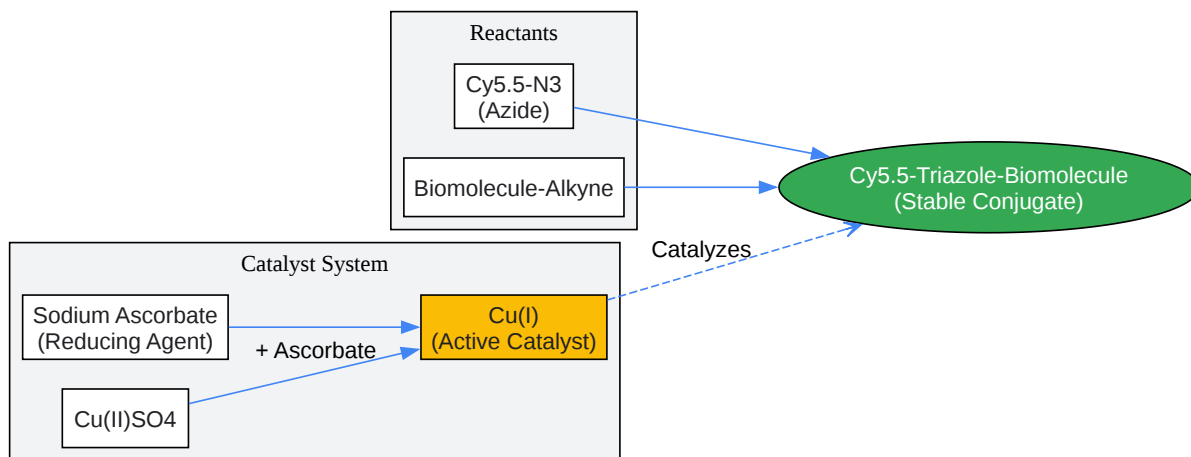 Reactants
Cy5.5-N3
(Azide)
Biomolecule-Alkyne
Cy5.5-Triazole-Biomolecule
(Stable Conjugate)
Catalyzes
Catalyst System
Sodium Ascorbate
(Reducing Agent)
+ Ascorbate
Cu(I)
(Active Catalyst)
Cu(II)SO4